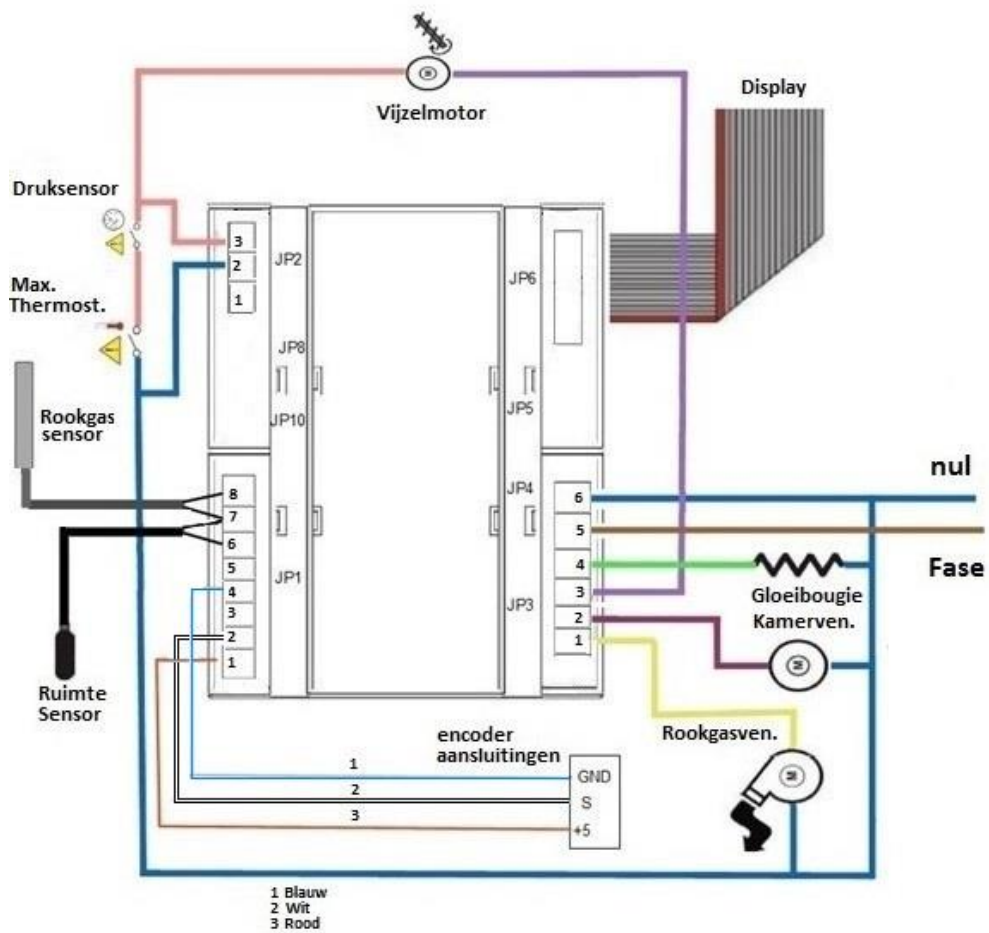 Vijzelmotor
Display
Druksensor
Max.
Thermost.
Rookgas
sensor
Ruimte
Sensor
3
2
1
JP2
JP8
JP10
8
7
6
5
4
3
2
1
JP1
JP6
JP5
JP4
JP3
6
5
4
3
2
1
nul
Fase
Gloeibougie
Kamerven.
Rookgasven.
M
M
M
encoder
aansluitingen
GND
S
+5
1
2
3
1 Blauw
2 Wit
3 Rood